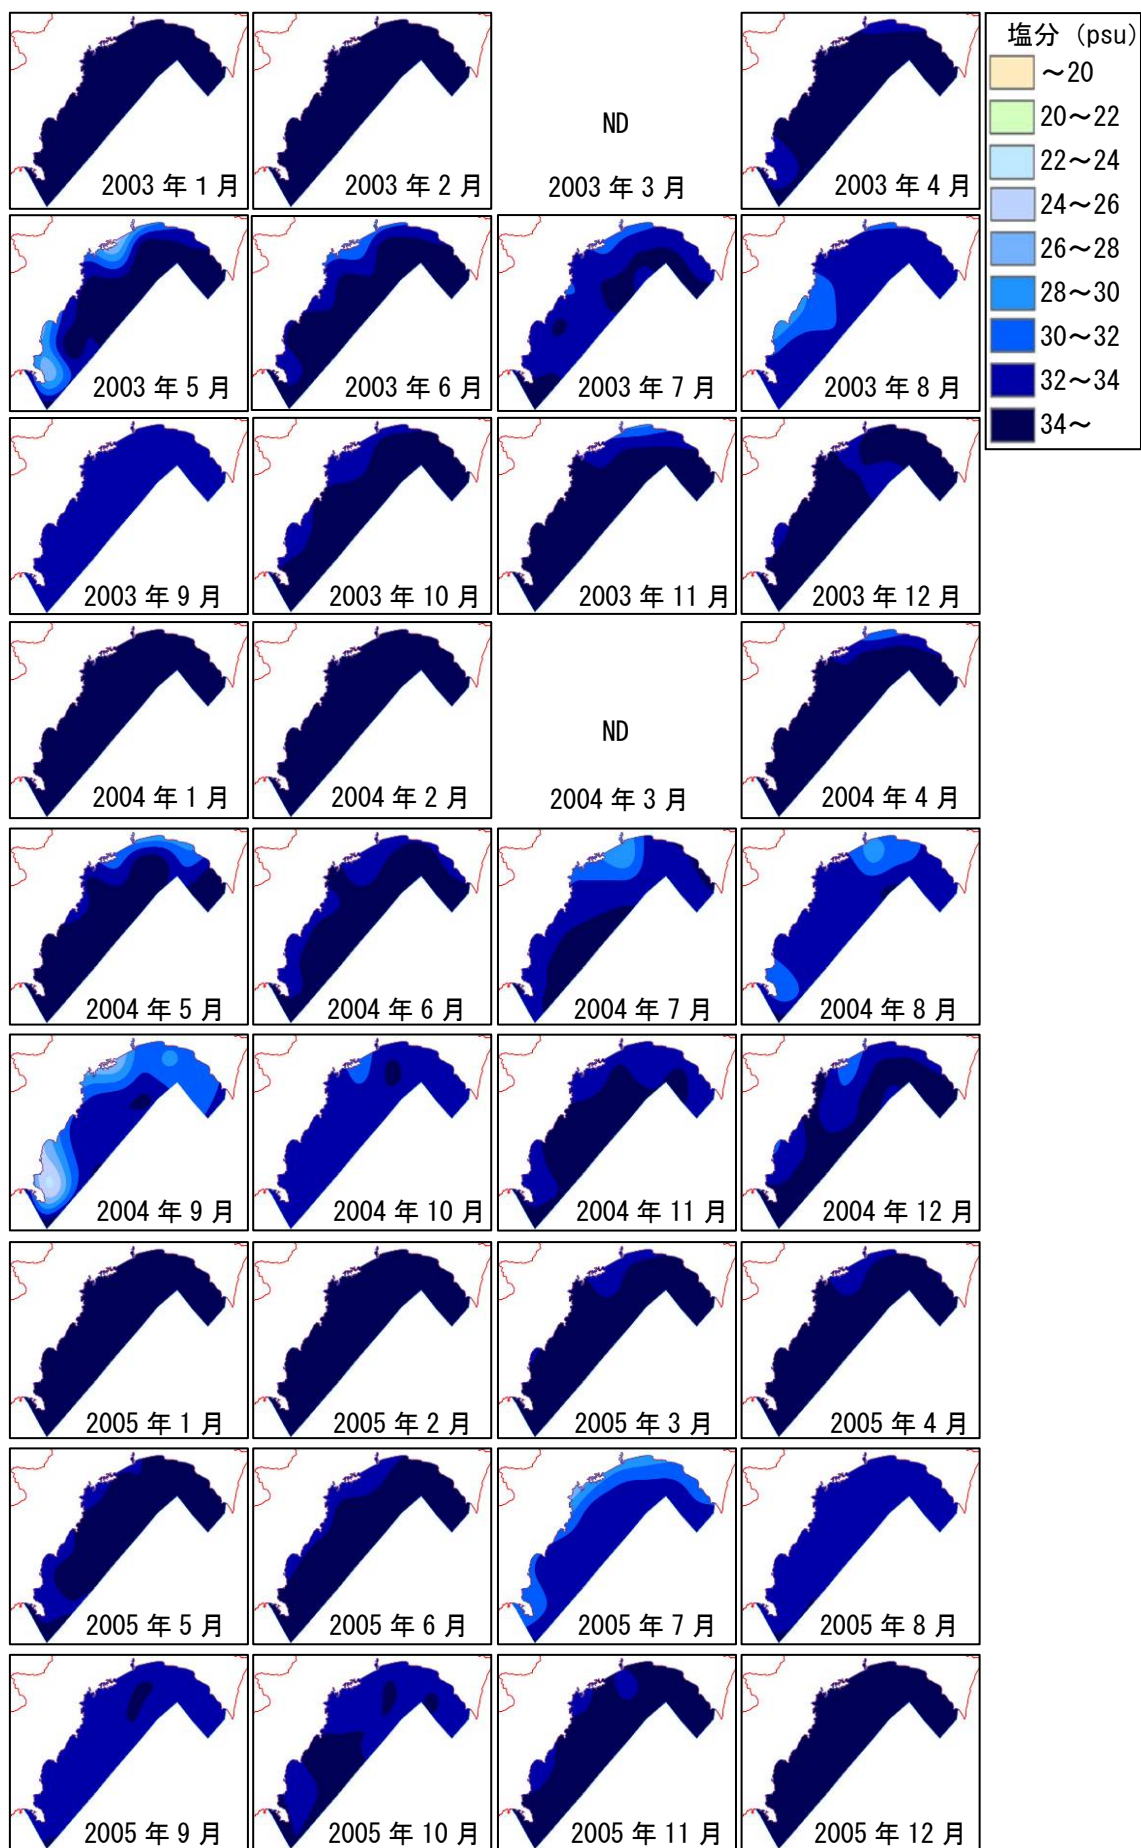 塩分 (psu)
～20
20～22
22～24
24～26
26～28
28～30
30～32
32～34
34～
2003 年 1 月
2003 年 2 月
ND
2003 年 3 月
2003 年 4 月
2003 年 5 月
2003 年 6 月
2003 年 7 月
2003 年 8 月
2003 年 9 月
2003 年 10 月
2003 年 11 月
2003 年 12 月
2004 年 1 月
2004 年 2 月
ND
2004 年 3 月
2004 年 4 月
2004 年 5 月
2004 年 6 月
2004 年 7 月
2004 年 8 月
2004 年 9 月
2004 年 10 月
2004 年 11 月
2004 年 12 月
2005 年 1 月
2005 年 2 月
2005 年 3 月
2005 年 4 月
2005 年 5 月
2005 年 6 月
2005 年 7 月
2005 年 8 月
2005 年 9 月
2005 年 10 月
2005 年 11 月
2005 年 12 月